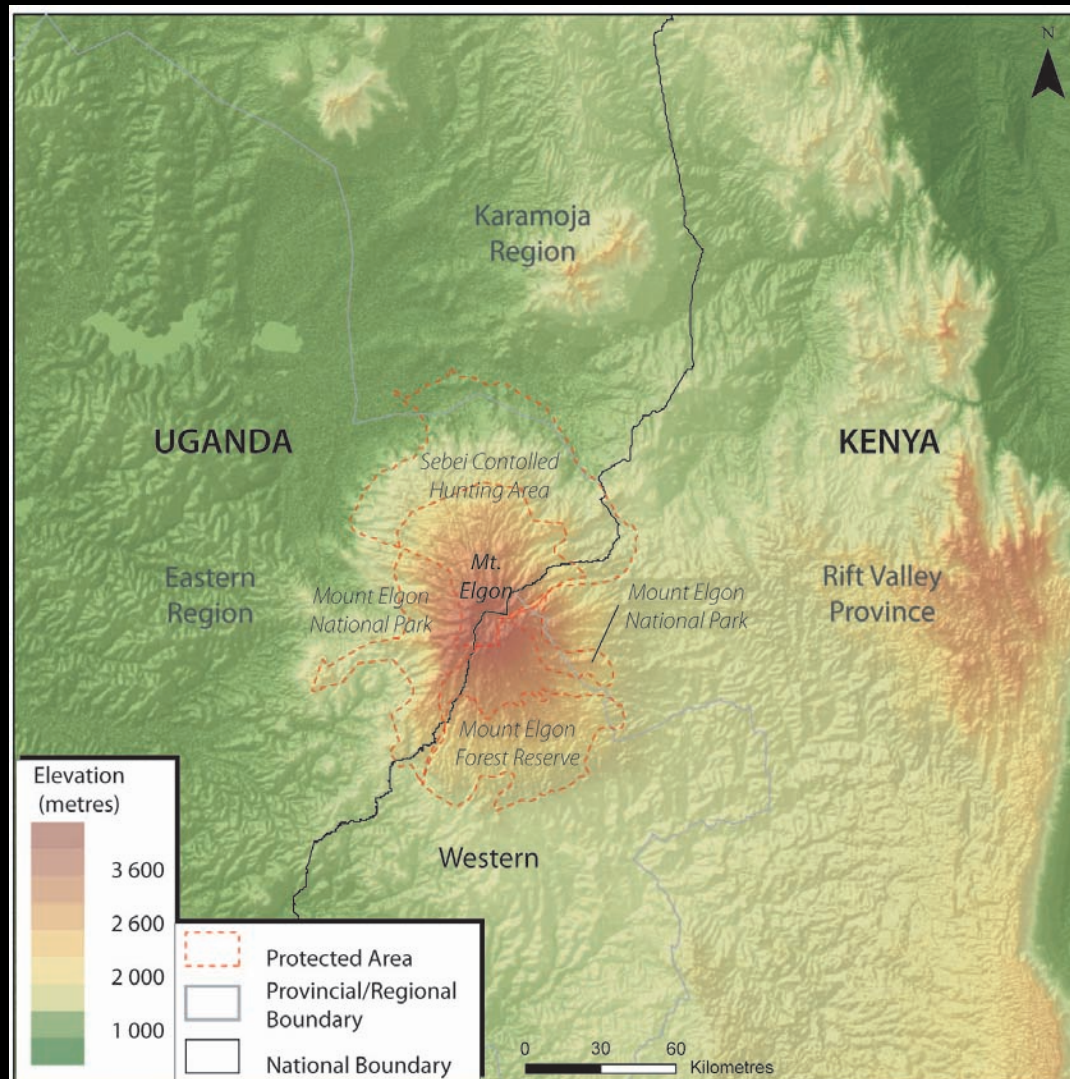 N
Karamoja
Region
UGANDA
KENYA
Sebei Contolled
Hunting Area
Mt.
Elgon
Eastern
Region
Mount Elgon
National Park
Mount Elgon
National Park
Rift Valley
Province
Mount Elgon
Forest Reserve
Western
Elevation
(metres)
3 600
2 600
2 000
1 000
Protected Area
Provincial/Regional
Boundary
National Boundary
0 30 60
Kilometres